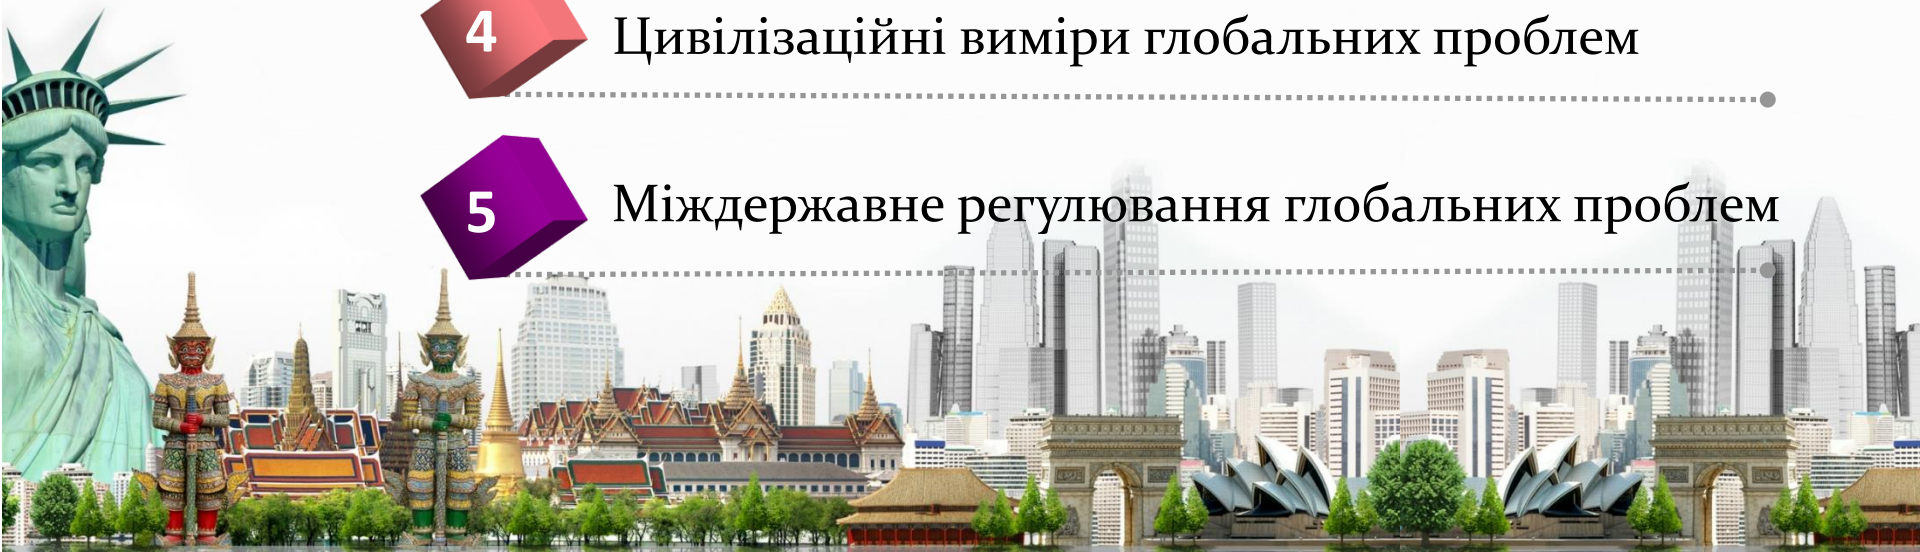 4 Цивілізаційні виміри глобальних проблем
5 Міждержавне регулювання глобальних проблем